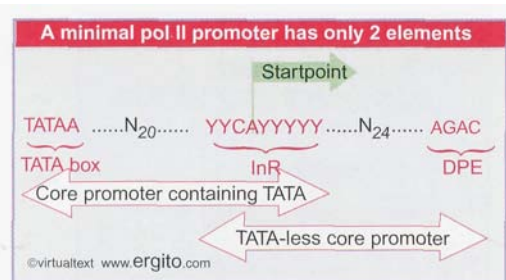 A minimal pol II promoter has only 2 elements
Startpoint
TATAA ......N20...... YYCAYYYYY ......N24...... AGAC
TATA box InR DPE
Core promoter containing TATA
TATA-less core promoter
©virtualtext www.ergito.com